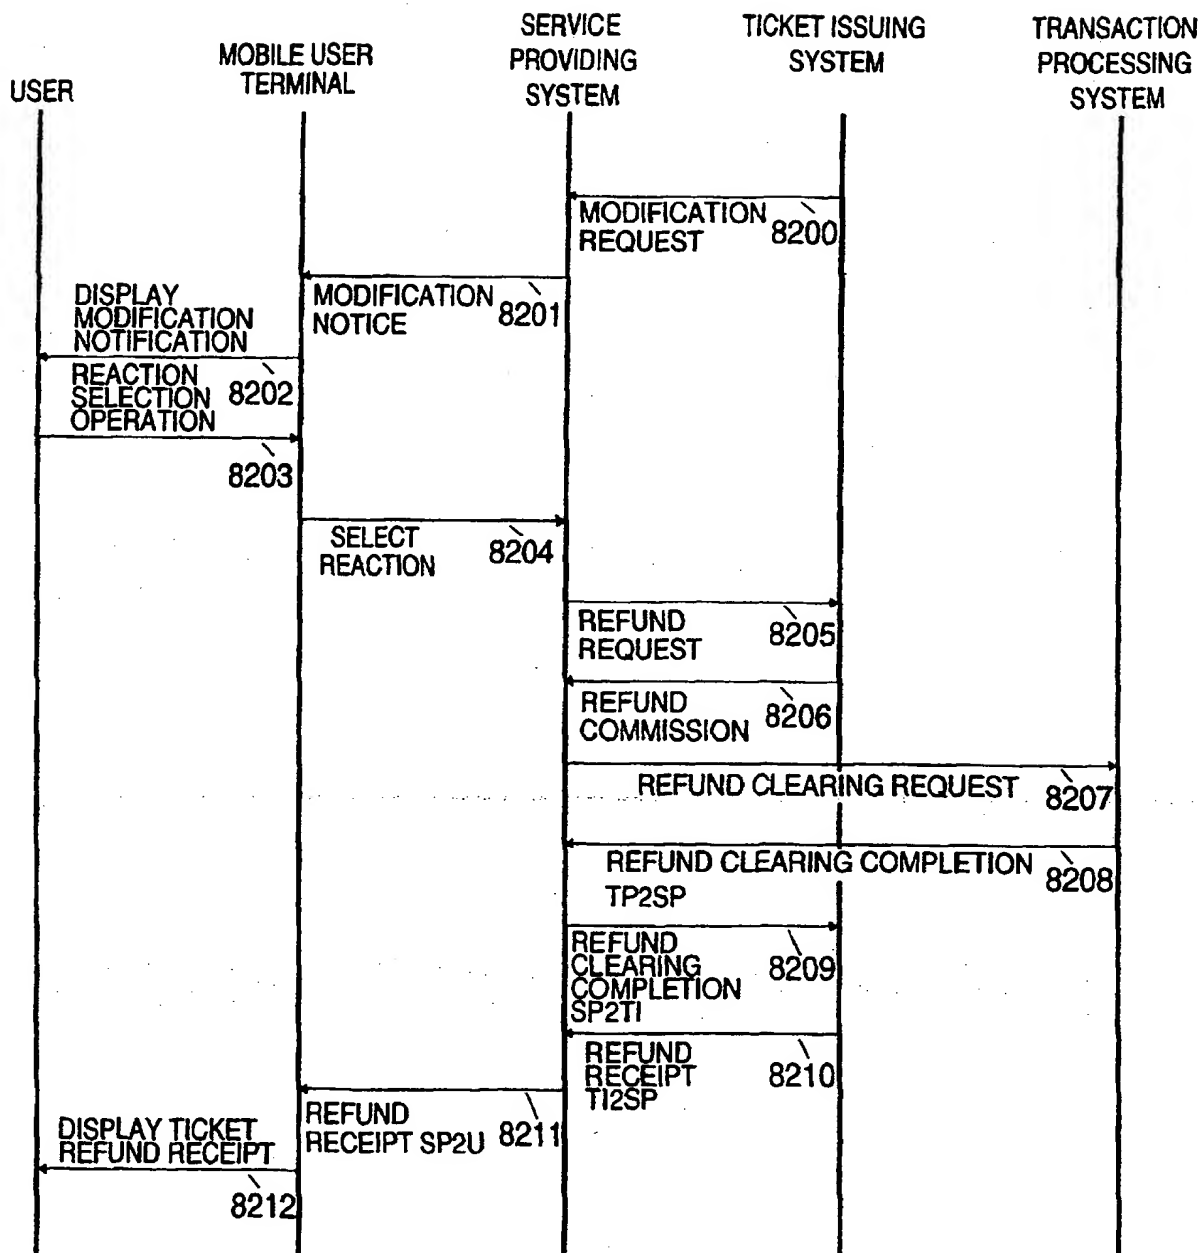 USER
MOBILE USER
TERMINAL
SERVICE
PROVIDING
SYSTEM
TICKET ISSUING
SYSTEM
TRANSACTION
PROCESSING
SYSTEM
MODIFICATION
REQUEST
8200
MODIFICATION
NOTICE
8201
DISPLAY
MODIFICATION
NOTIFICATION
8202
REACTION
SELECTION
OPERATION
8203
SELECT
REACTION
8204
REFUND
REQUEST
8205
REFUND
COMMISSION
8206
REFUND CLEARING REQUEST
8207
REFUND CLEARING COMPLETION
TP2SP
8208
REFUND
CLEARING
COMPLETION
SP2TI
8209
REFUND
RECEIPT
TI2SP
8210
REFUND
RECEIPT SP2U
8211
DISPLAY TICKET
REFUND RECEIPT
8212